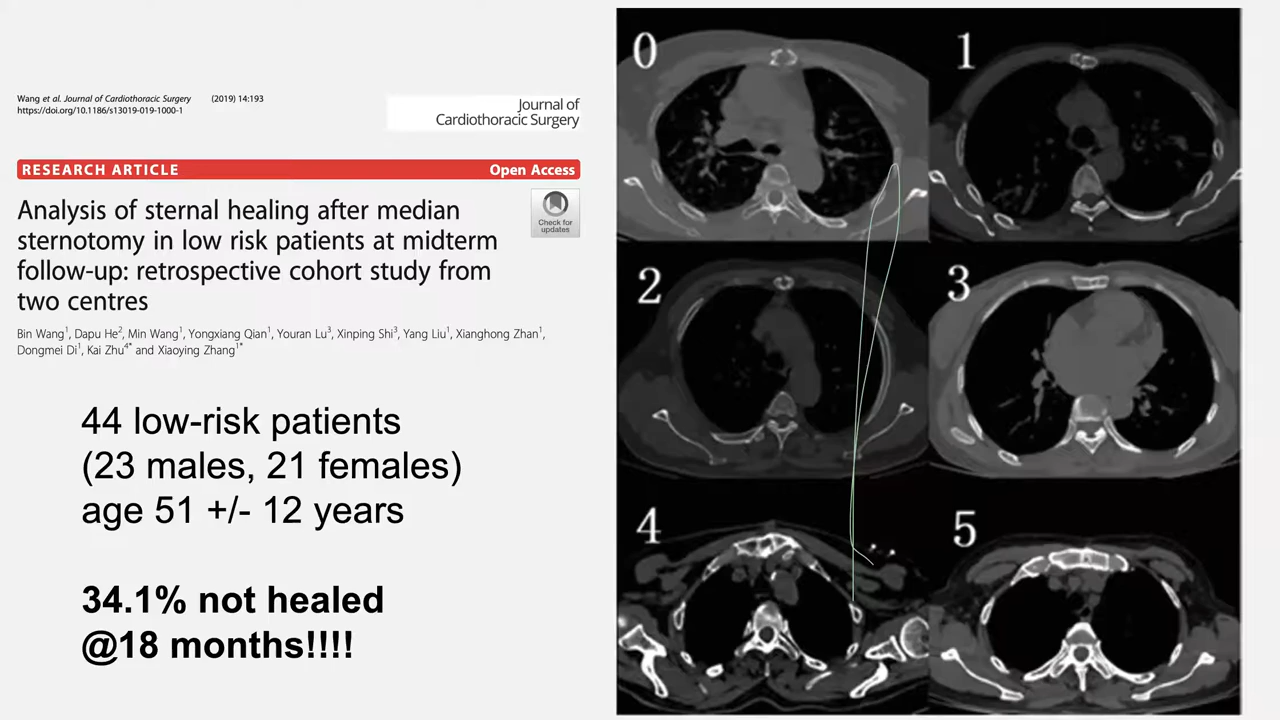 Wang et al. Journal of Cardiothoracic Surgery (2019) 14:193
https://doi.org/10.1186/s13019-019-1000-1
Journal of
Cardiothoracic Surgery
RESEARCH ARTICLE Open Access
Analysis of sternal healing after median
sternotomy in low risk patients at midterm
follow-up: retrospective cohort study from
two centres
Check for
updates
Bin Wang1, Dapu He2, Min Wang1, Yongxiang Qian1, Youran Lu3, Xinping Shi3, Yang Liu1, Xianghong Zhan1,
Dongmei Di1, Kai Zhu4* and Xiaoying Zhang1*
44 low-risk patients
(23 males, 21 females)
age 51 +/- 12 years
34.1% not healed
@18 months!!!!
0
1
2
3
4
5